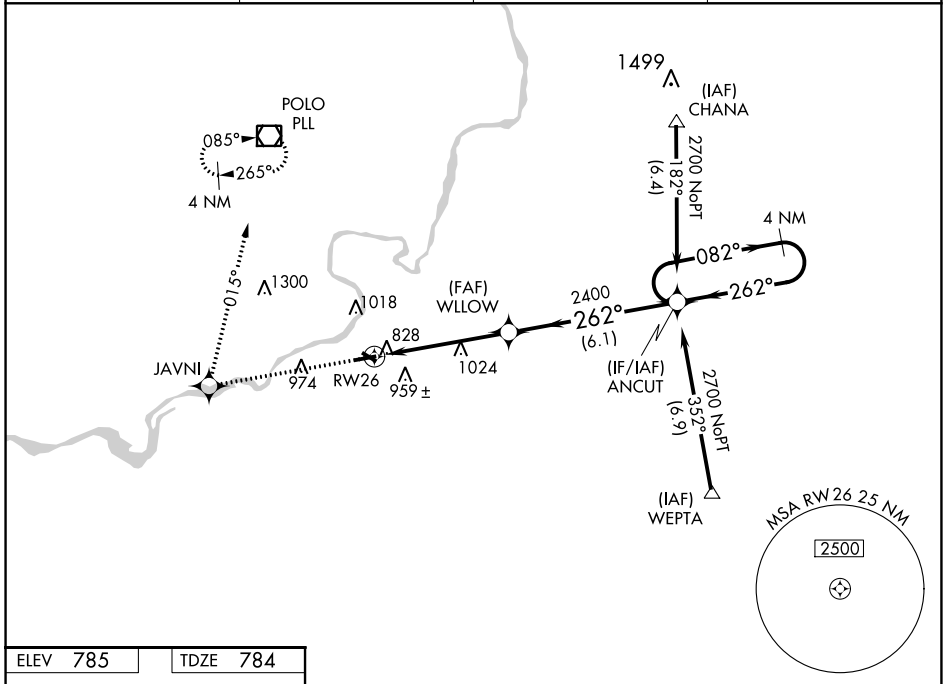 1499
(IAF)
CHANA
POLO
PLL
085°
265°
4 NM
2700 NoPT
182°
(6.4)
4 NM
082°
262°
015°
1300
1018
(FAF)
WLLOW
2400
262°
(6.1)
828
JAVNI
974
RW26
959 ±
1024
(IF/IAF)
ANCUT
2700 NoPT
352°
(6.9)
(IAF)
WEPTA
MSA RW26 25 NM
2500
ELEV 785
TDZE 784